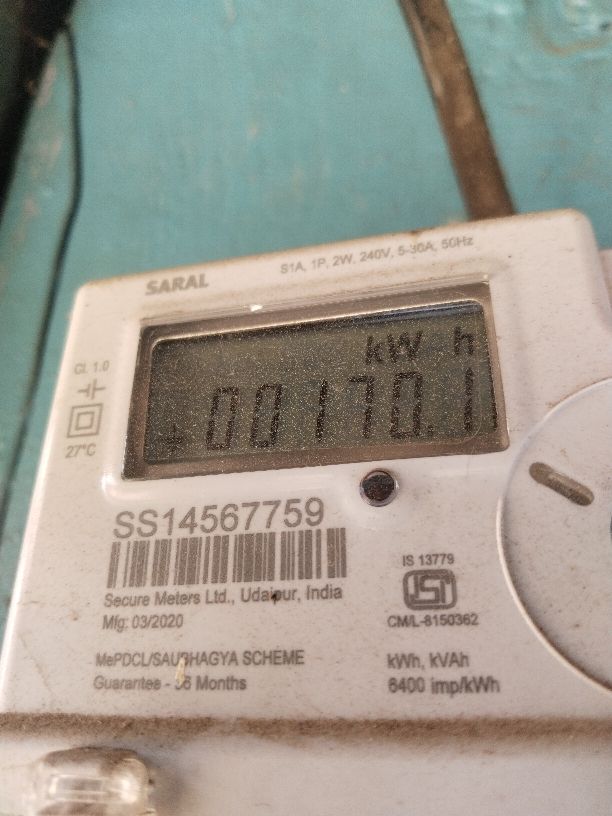 SARAL
S1A, 1P, 2W, 240V, 5-30A, 50Hz
Cl. 1.0
27°C
kW h
00170.1
SS14567759
Secure Meters Ltd., Udaipur, India
Mfg: 03/2020
IS 13779
CM/L-8150362
MePDCL/SAUBHAGYA SCHEME
Guarantee - 36 Months
kWh, kVAh
6400 imp/kWh